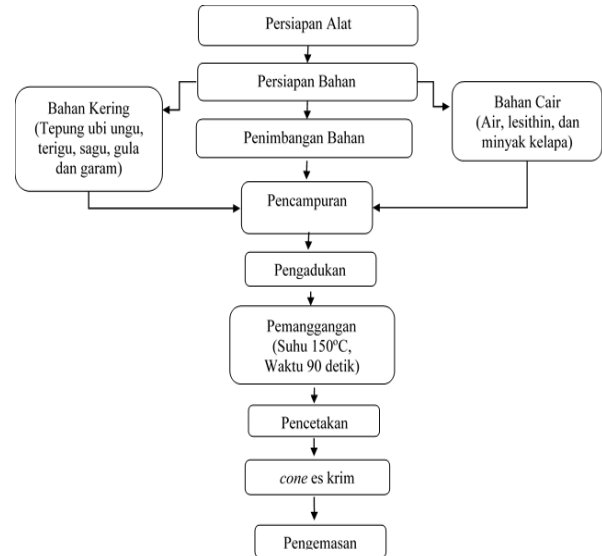 Persiapan Alat
Persiapan Bahan
Bahan Kering
(Tepung ubi ungu,
terigu, sagu, gula
dan garam)
Penimbangan Bahan
Bahan Cair
(Air, lesithin, dan
minyak kelapa)
Pencampuran
Pengadukan
Pemanggangan
(Suhu 150ºC,
Waktu 90 detik)
Pencetakan
cone es krim
Pengemasan